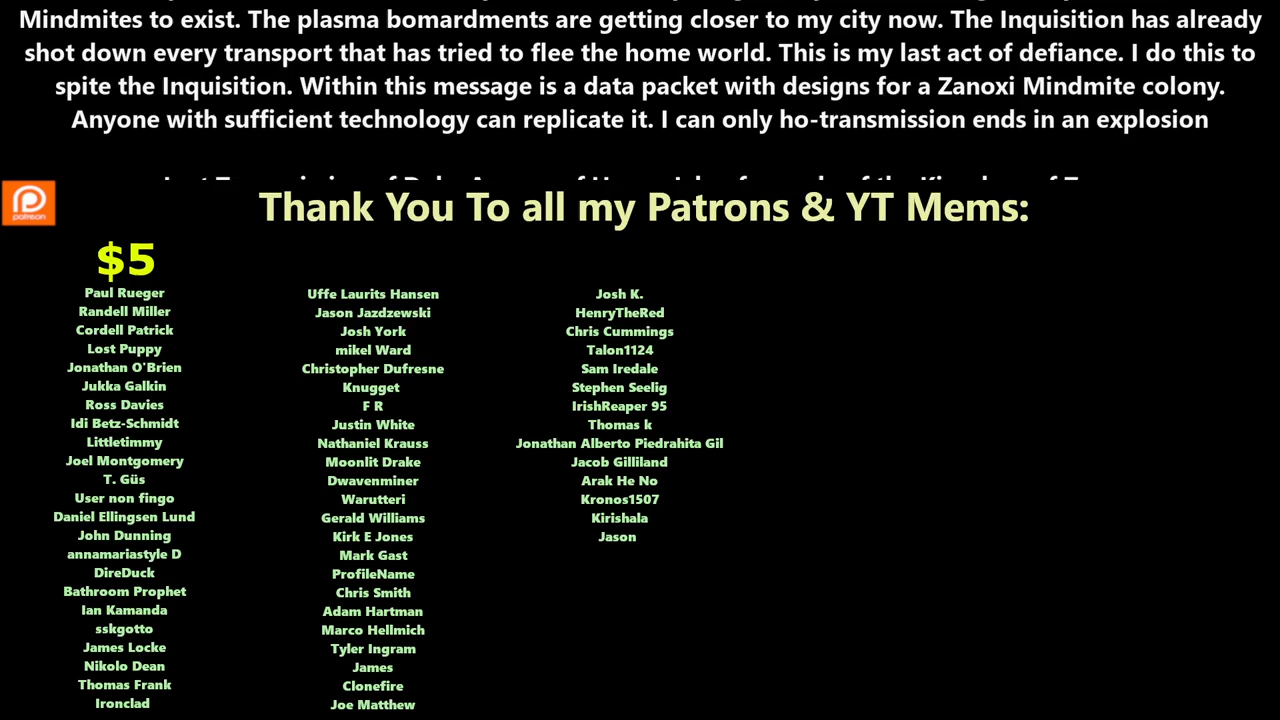 Mindmites to exist. The plasma bomardments are getting closer to my city now. The Inquisition has already
shot down every transport that has tried to flee the home world. This is my last act of defiance. I do this to
spite the Inquisition. Within this message is a data packet with designs for a Zanoxi Mindmite colony.
Anyone with sufficient technology can replicate it. I can only ho-transmission ends in an explosion
patreon
Thank You To all my Patrons & YT Mems:
$5
Paul Rueger
Randell Miller
Cordell Patrick
Lost Puppy
Jonathan O'Brien
Jukka Galkin
Ross Davies
Idi Betz-Schmidt
Littletimmy
Joel Montgomery
T. Güs
User non fingo
Daniel Ellingsen Lund
John Dunning
annamariastyle D
DireDuck
Bathroom Prophet
Ian Kamanda
sskgotto
James Locke
Nikolo Dean
Thomas Frank
Ironclad
Uffe Laurits Hansen
Jason Jazdzewski
Josh York
mikel Ward
Christopher Dufresne
Knugget
F R
Justin White
Nathaniel Krauss
Moonlit Drake
Dwavenminer
Warutteri
Gerald Williams
Kirk E Jones
Mark Gast
ProfileName
Chris Smith
Adam Hartman
Marco Hellmich
Tyler Ingram
James
Clonefire
Joe Matthew
Josh K.
HenryTheRed
Chris Cummings
Talon1124
Sam Iredale
Stephen Seelig
IrishReaper 95
Thomas k
Jonathan Alberto Piedrahita Gil
Jacob Gilliland
Arak He No
Kronos1507
Kirishala
Jason